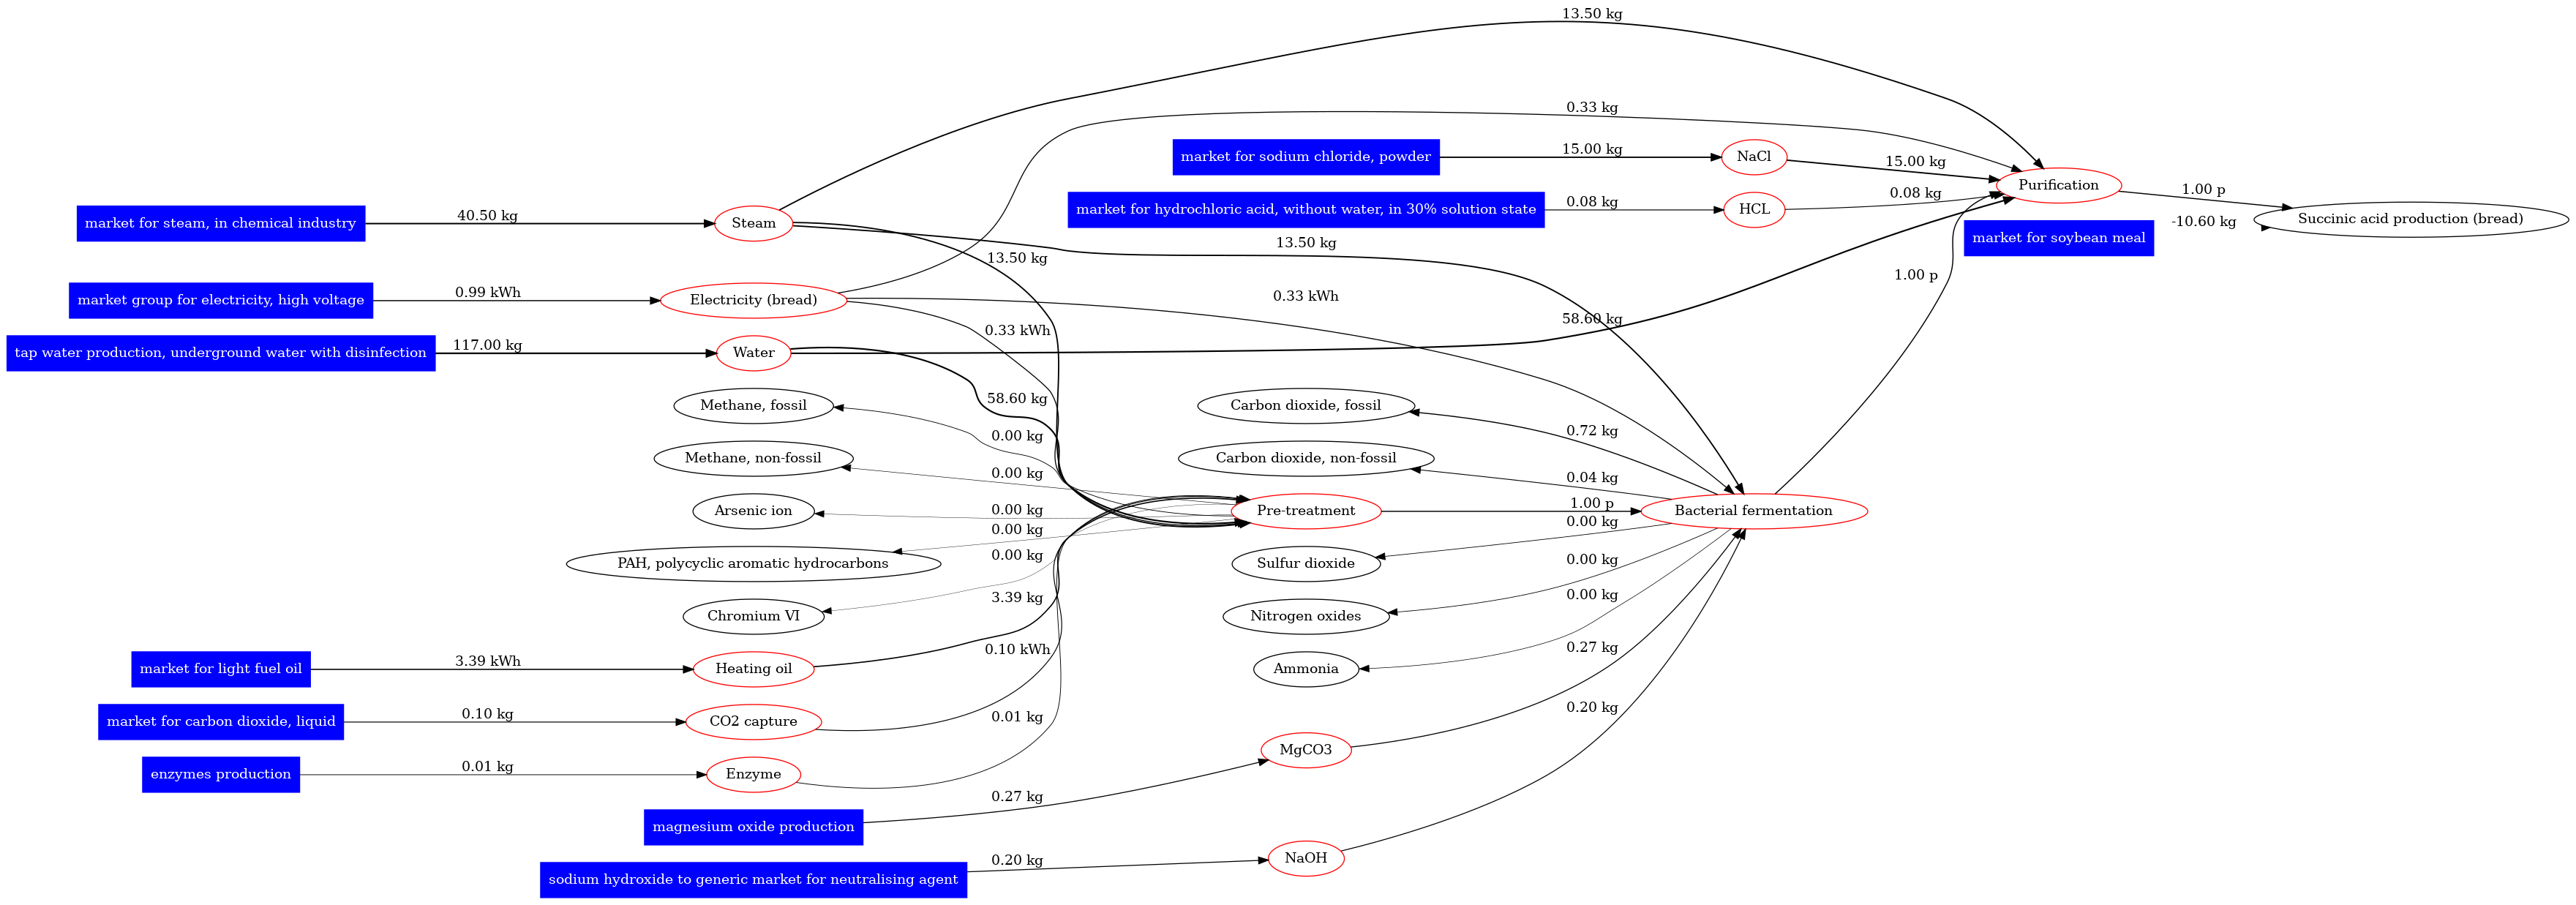 13.50 kg
0.33 kg
market for sodium chloride, powder
15.00 kg
NaCl
15.00 kg
Purification
1.00 p
market for steam, in chemical industry
40.50 kg
Steam
market for hydrochloric acid, without water, in 30% solution state
0.08 kg
HCL
0.08 kg
Succinic acid production (bread)
-10.60 kg
market for soybean meal
13.50 kg
13.50 kg
1.00 p
market group for electricity, high voltage
0.99 kWh
Electricity (bread)
0.33 kWh
0.33 kWh
58.60 kg
tap water production, underground water with disinfection
117.00 kg
Water
58.60 kg
Methane, fossil
0.00 kg
Carbon dioxide, fossil
0.72 kg
Methane, non-fossil
0.00 kg
Carbon dioxide, non-fossil
0.04 kg
Arsenic ion
0.00 kg
Pre-treatment
1.00 p
Bacterial fermentation
0.00 kg
0.00 kg
PAH, polycyclic aromatic hydrocarbons
0.00 kg
Sulfur dioxide
0.00 kg
Chromium VI
3.39 kg
Nitrogen oxides
0.00 kg
market for light fuel oil
3.39 kWh
Heating oil
0.10 kWh
Ammonia
0.27 kg
market for carbon dioxide, liquid
0.10 kg
CO2 capture
0.01 kg
0.20 kg
MgCO3
enzymes production
0.01 kg
Enzyme
0.27 kg
magnesium oxide production
0.20 kg
NaOH
sodium hydroxide to generic market for neutralising agent